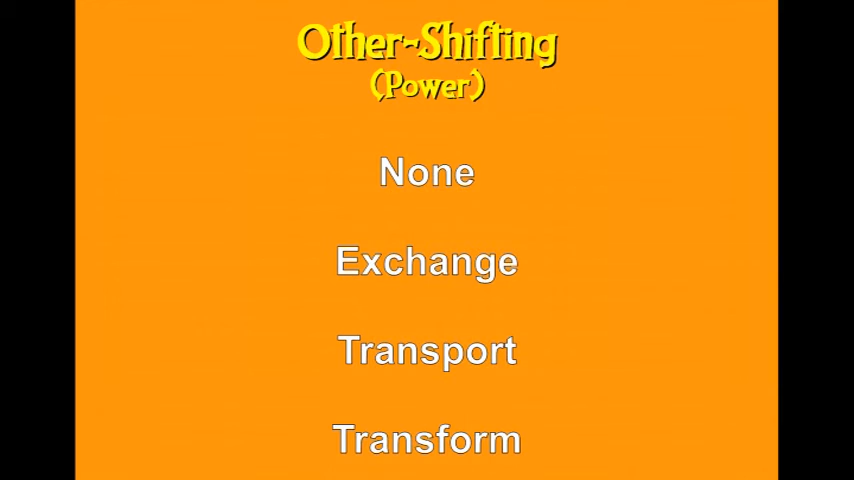 Other-Shifting
(Power)
None
Exchange
Transport
Transform